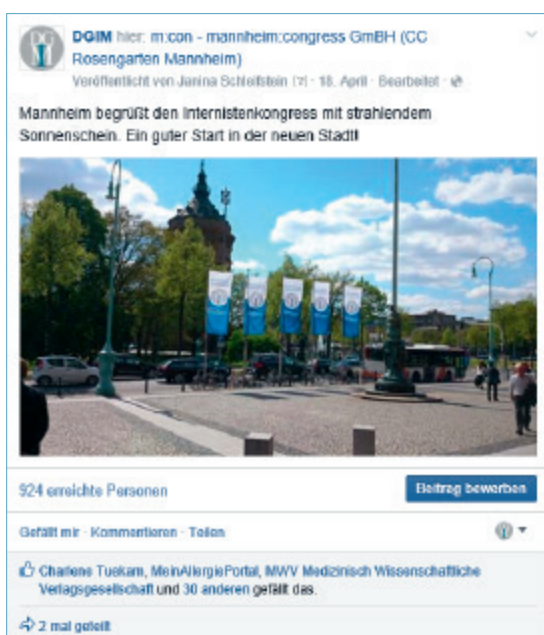 DGIM hier: m:con - mannheim:congress GmBH (CC
Rosengarten Mannheim)
Veröffentlicht von Janina Schleifstein [?] · 18. April · Bearbeitet ·
Mannheim begrüßt den Internistenkongress mit strahlendem
Sonnenschein. Ein guter Start in der neuen Stadt!
924 erreichte Personen
Beitrag bewerben
Gefällt mir · Kommentieren · Teilen
Charlene Tuekam, MeinAllergiePortal, MWV Medizinisch Wissenschaftliche
Verlagsgesellschaft und 30 anderen gefällt das.
2 mal geteilt